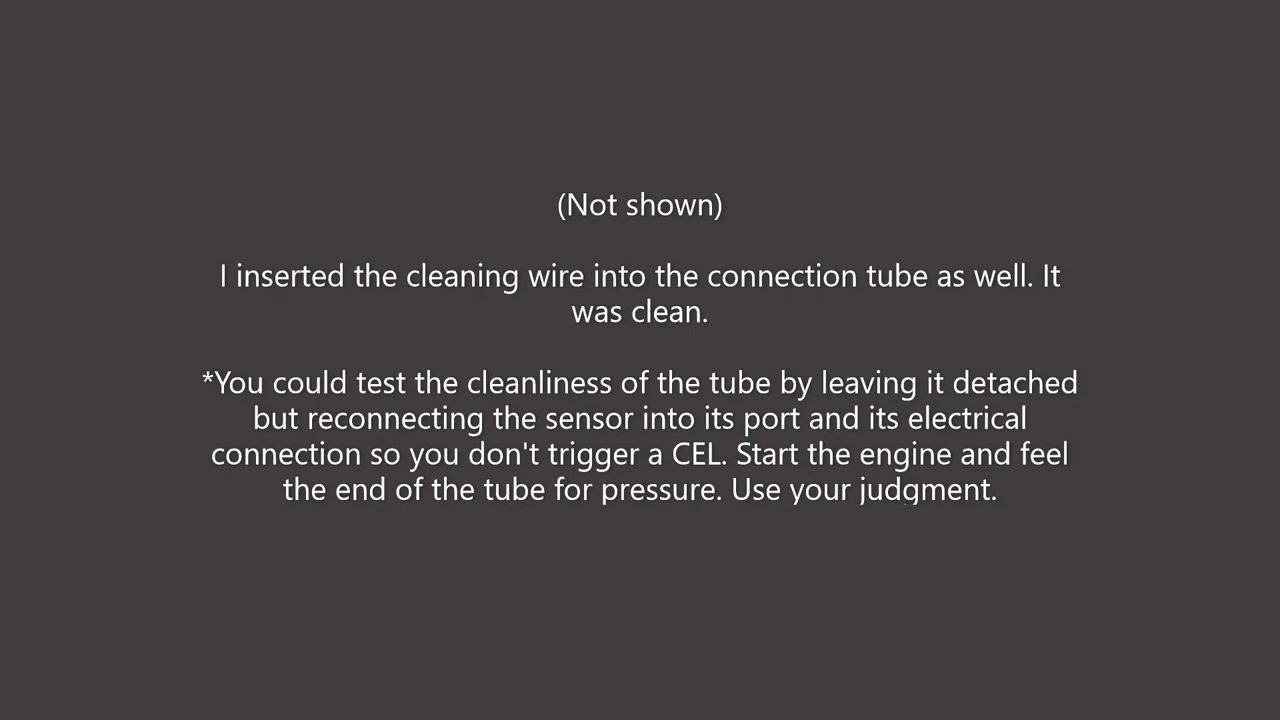 (Not shown)
I inserted the cleaning wire into the connection tube as well. It
was clean.
*You could test the cleanliness of the tube by leaving it detached
but reconnecting the sensor into its port and its electrical
connection so you don't trigger a CEL. Start the engine and feel
the end of the tube for pressure. Use your judgment.